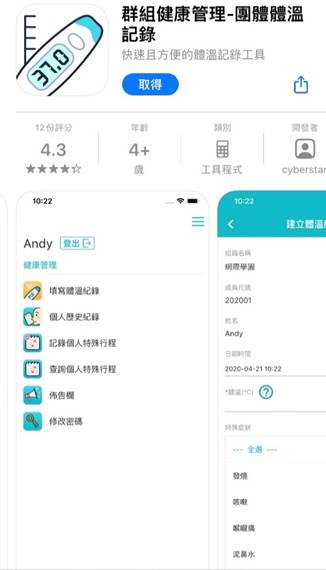 37.0
群組健康管理-團體體溫
記錄
快速且方便的體溫記錄工具
取得
12份評分
4.3
年齡
4+
歲
類別
工具程式
開發者
cyberstar
10:22
Andy 登出
健康管理
填寫體溫紀錄
個人歷史紀錄
記錄個人特殊行程
查詢個人特殊行程
佈告欄
修改密碼
10:22
建立體溫紀
組織名稱
網際學園
成員代號
202001
姓名
Andy
日期時間
2020-04-21 10:22
*體溫(°C) ?
特殊症狀
--- 全選 ---
發燒
咳嗽
喉嚨痛
流鼻水